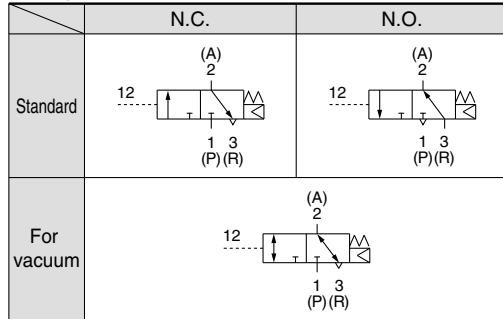 N.C. N.O.
Standard
(A)
2
12
1 3
(P)(R)
(A)
2
12
1 3
(P)(R)
For
vacuum
(A)
2
12
1 3
(P)(R)